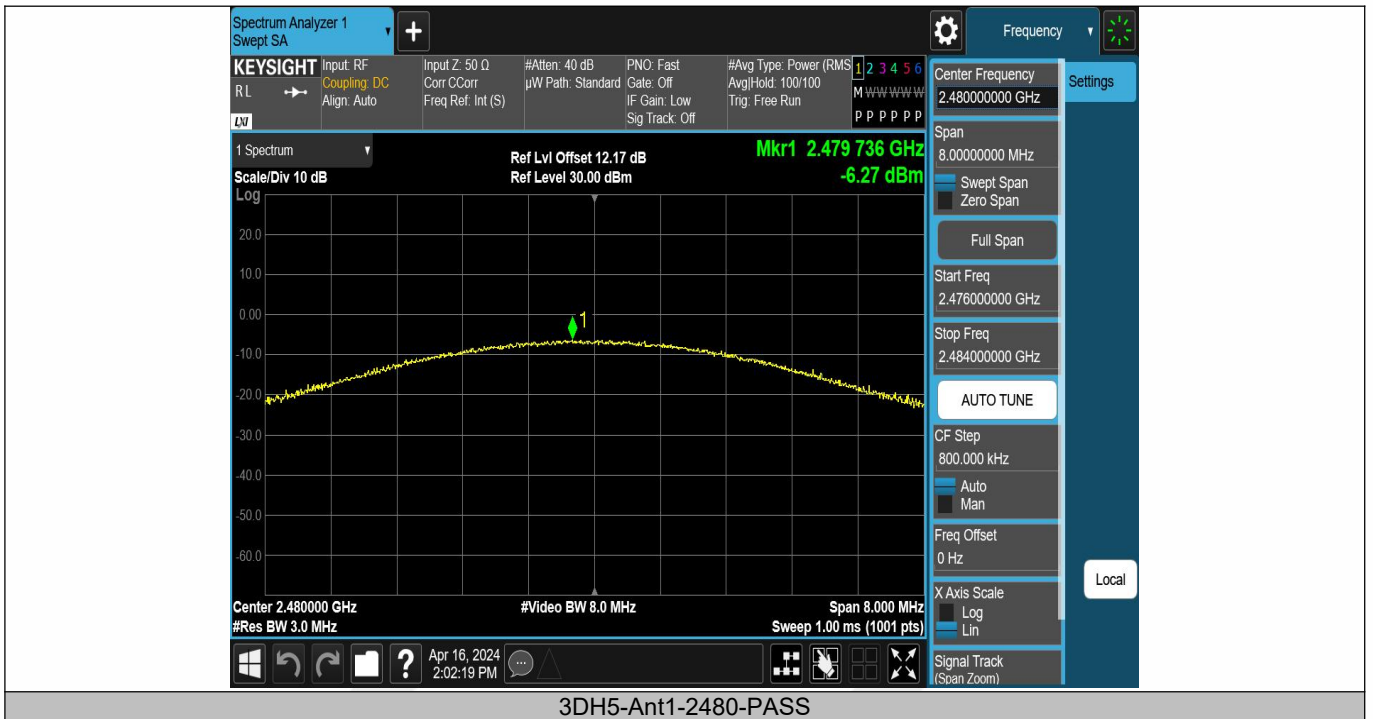 Spectrum Analyzer 1
Swept SA
Frequency
KEYSIGHT
RL
LXI
Input: RF
Coupling: DC
Align: Auto
Input Z: 50 Ω
Corr CCorr
Freq Ref: Int (S)
#Atten: 40 dB
µW Path: Standard
PNO: Fast
Gate: Off
IF Gain: Low
Sig Track: Off
#Avg Type: Power (RMS
Avg|Hold: 100/100
Trig: Free Run
1 2 3 4 5 6
M W W W W W
P P P P P P
1 Spectrum
Scale/Div 10 dB
Log
Ref Lvl Offset 12.17 dB
Ref Level 30.00 dBm
Mkr1 2.479 736 GHz
-6.27 dBm
20.0
10.0
0.00
-10.0
-20.0
-30.0
-40.0
-50.0
-60.0
1
Center 2.480000 GHz
#Res BW 3.0 MHz
#Video BW 8.0 MHz
Span 8.000 MHz
Sweep 1.00 ms (1001 pts)
Apr 16, 2024
2:02:19 PM
Center Frequency
2.480000000 GHz
Settings
Span
8.00000000 MHz
Swept Span
Zero Span
Full Span
Start Freq
2.476000000 GHz
Stop Freq
2.484000000 GHz
AUTO TUNE
CF Step
800.000 kHz
Auto
Man
Freq Offset
0 Hz
Local
X Axis Scale
Log
Lin
Signal Track
(Span Zoom)
3DH5-Ant1-2480-PASS